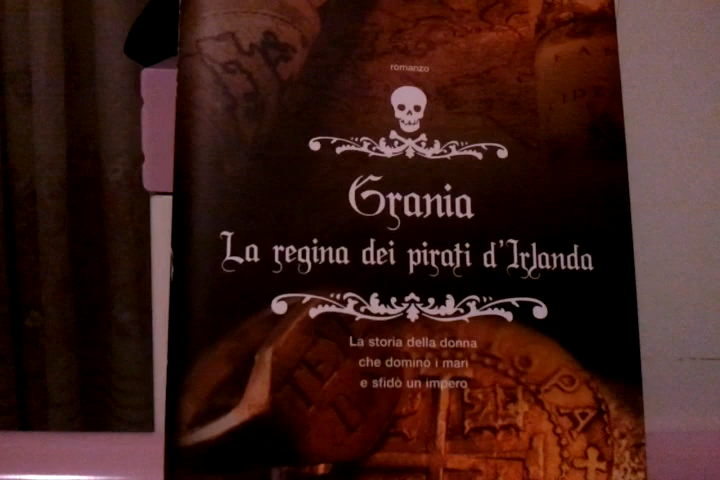 romanzo
Grania
La regina dei pirati d'Irlanda
La storia della donna
che dominò i mari
e sfidò un impero